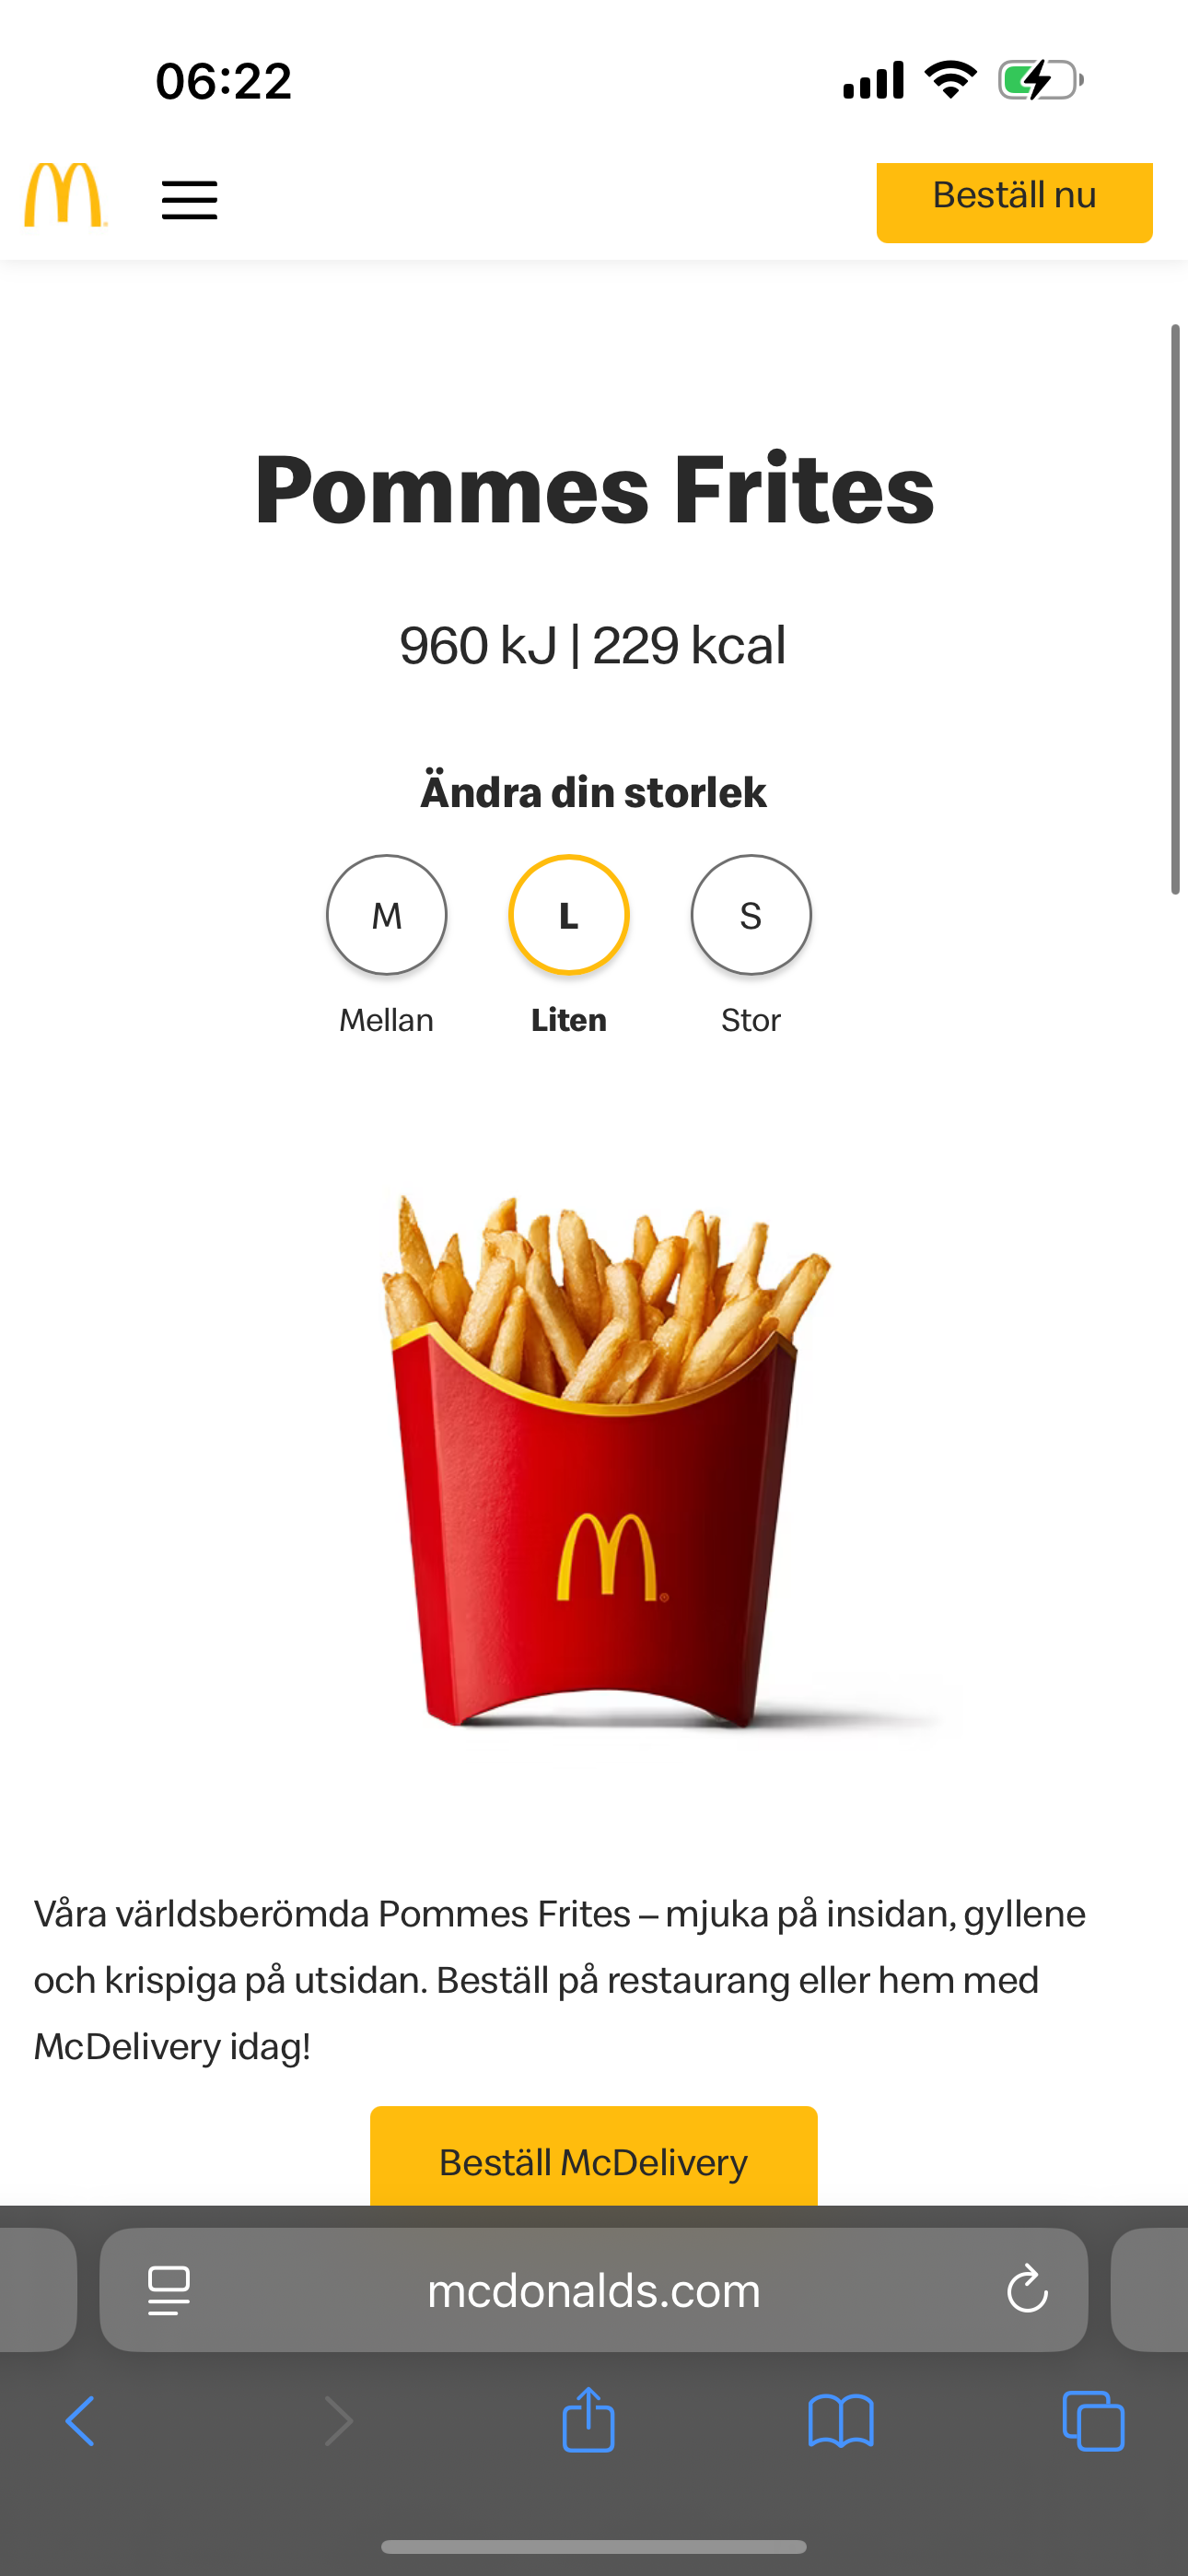 06:22
Beställ nu
Pommes Frites
960 kJ | 229 kcal
Ändra din storlek
M L S
Mellan Liten Stor
Våra världsberömda Pommes Frites – mjuka på insidan, gyllene
och krispiga på utsidan. Beställ på restaurang eller hem med
McDelivery idag!
Beställ McDelivery
mcdonalds.com